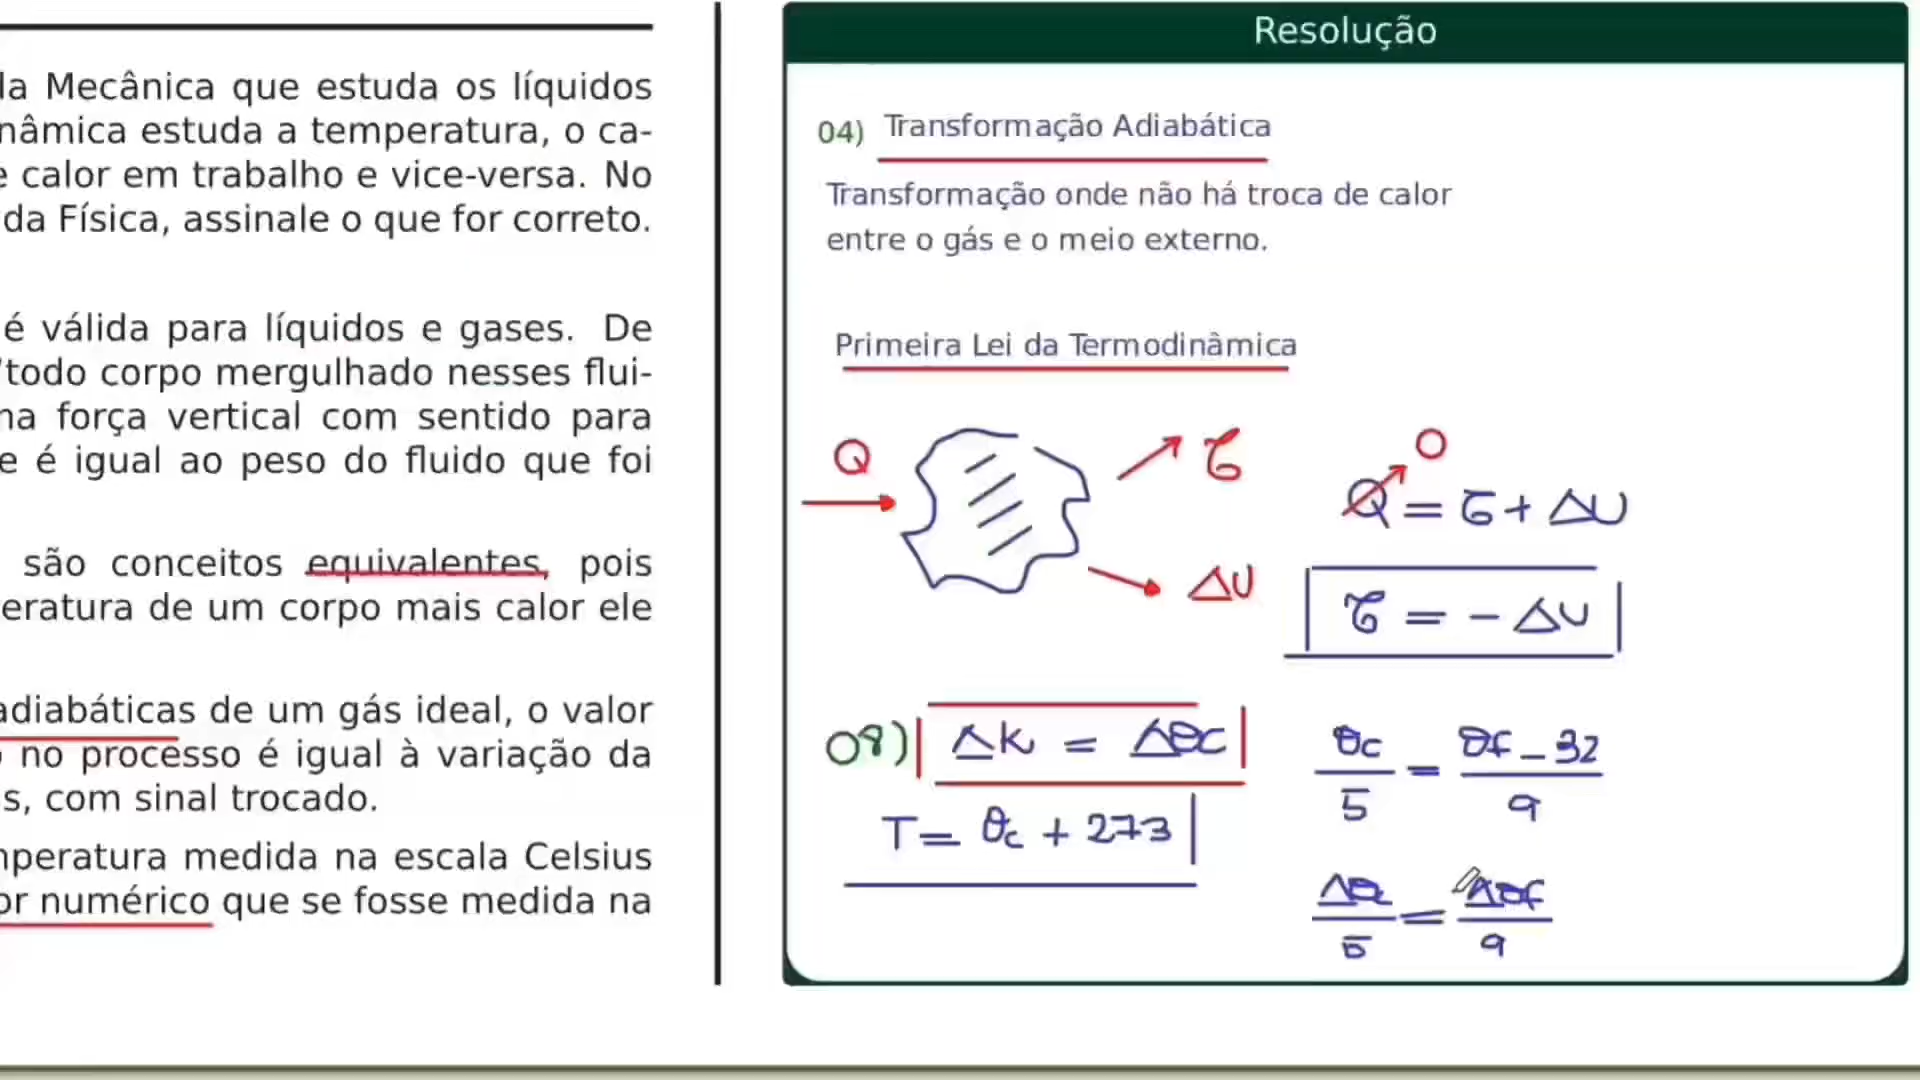 la Mecânica que estuda os líquidos
nâmica estuda a temperatura, o ca-
e calor em trabalho e vice-versa. No
da Física, assinale o que for correto.
é válida para líquidos e gases. De
todo corpo mergulhado nesses flui-
ma força vertical com sentido para
e é igual ao peso do fluido que foi
são conceitos equivalentes, pois
eratura de um corpo mais calor ele
adiabáticas de um gás ideal, o valor
no processo é igual à variação da
s, com sinal trocado.
mperatura medida na escala Celsius
or numérico que se fosse medida na
Resolução
04) Transformação Adiabática
Transformação onde não há troca de calor
entre o gás e o meio externo.
Primeira Lei da Termodinâmica
Q
τ
ΔU
0
Q = τ + ΔU
τ = - ΔU
08) ΔK = Δθc
T = θc + 273
θc/5 = θf - 32/9
Δθc/5 = Δθf/9